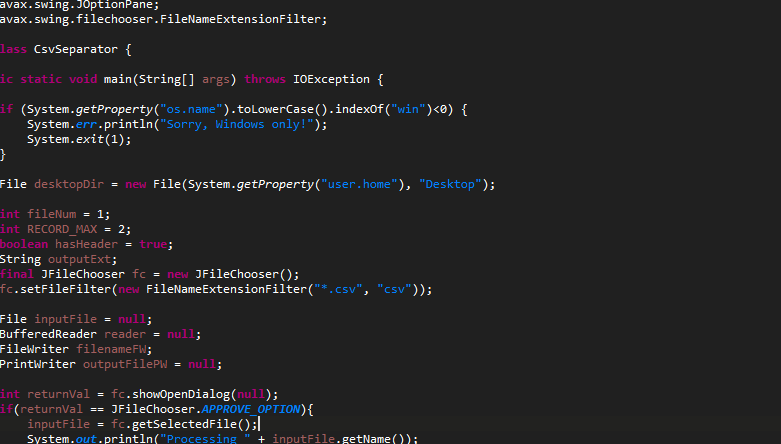 avax.swing.JOptionPane;
avax.swing.filechooser.FileNameExtensionFilter;
lass CsvSeparator {
ic static void main(String[] args) throws IOException {
if (System.getProperty("os.name").toLowerCase().indexOf("win")<0) {
System.err.println("Sorry, Windows only!");
System.exit(1);
}
File desktopDir = new File(System.getProperty("user.home"), "Desktop");
int fileNum = 1;
int RECORD_MAX = 2;
boolean hasHeader = true;
String outputExt;
final JFileChooser fc = new JFileChooser();
fc.setFileFilter(new FileNameExtensionFilter("*.csv", "csv"));
File inputFile = null;
BufferedReader reader = null;
FileWriter filenameFW;
PrintWriter outputFilePW = null;
int returnVal = fc.showOpenDialog(null);
if(returnVal == JFileChooser.APPROVE_OPTION){
inputFile = fc.getSelectedFile();
System.out.println("Processing " + inputFile.getName());